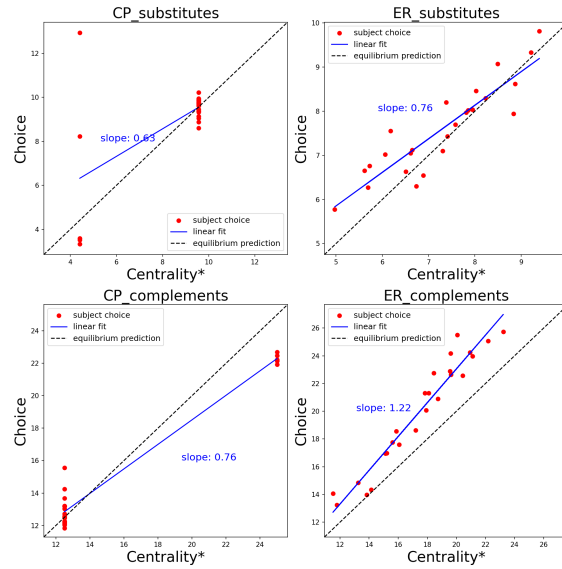 CP_substitutes
12
10
8
6
4
Choice
slope: 0.63
subject choice
linear fit
equilibrium prediction
4
6
8
10
12
Centrality*
ER_substitutes
subject choice
linear fit
equilibrium prediction
10
9
8
7
6
5
Choice
slope: 0.76
5
6
7
8
9
Centrality*
CP_complements
subject choice
linear fit
equilibrium prediction
24
22
20
18
16
14
12
Choice
slope: 0.76
12
14
16
18
20
22
24
Centrality*
ER_complements
subject choice
linear fit
equilibrium prediction
26
24
22
20
18
16
14
12
Choice
slope: 1.22
12
14
16
18
20
22
24
26
Centrality*